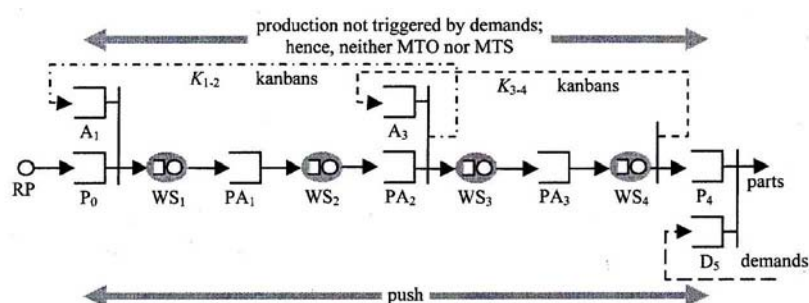 production not triggered by demands;
hence, neither MTO nor MTS
K₁₋₂ kanbans
K₃₋₄ kanbans
A₁
A₃
RP
P₀
WS₁
PA₁
WS₂
PA₂
WS₃
PA₃
WS₄
P₄
parts
D₅
demands
push